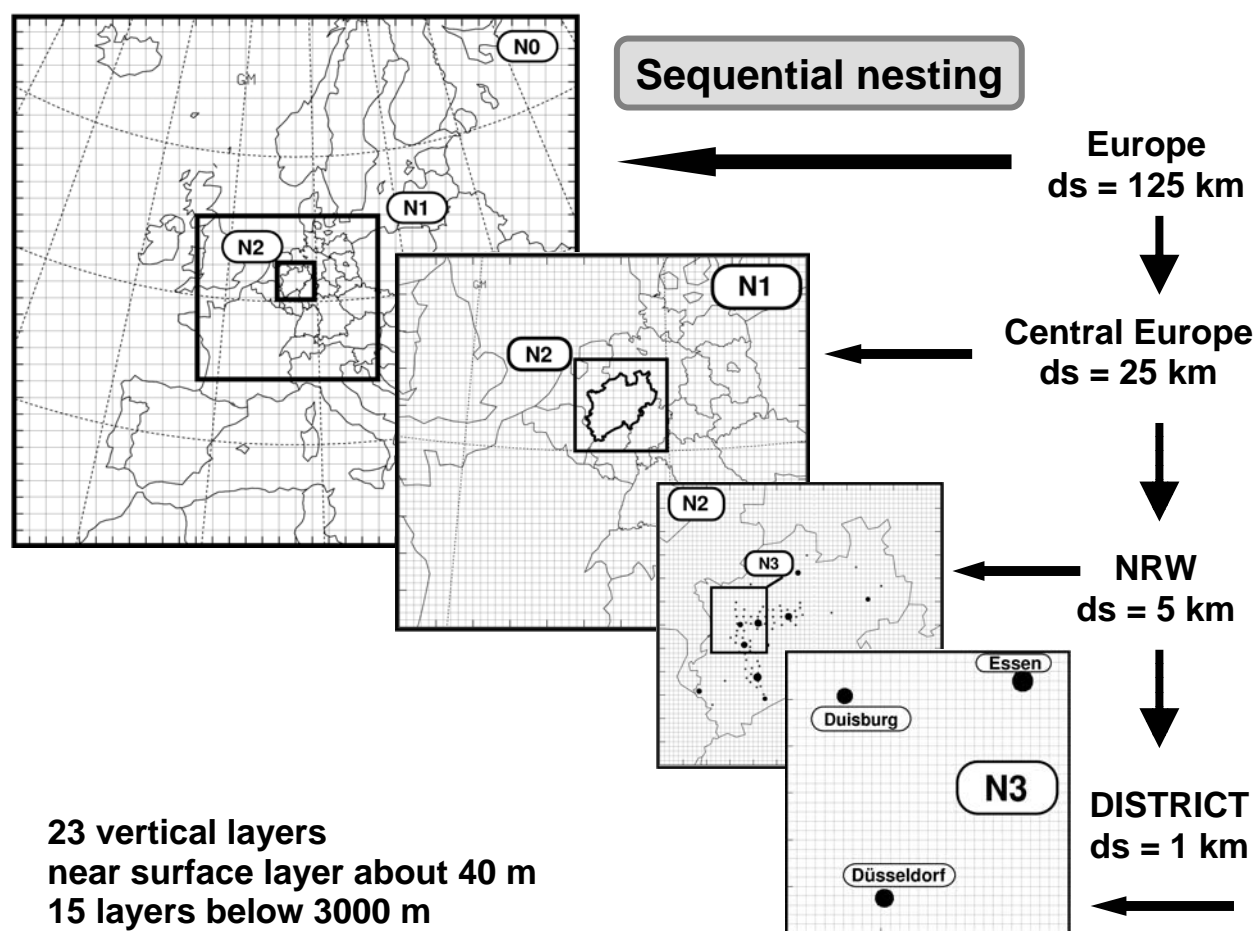 N0
GM
Sequential nesting
Europe
ds = 125 km
N1
N2
N1
GM
N2
Central Europe
ds = 25 km
N2
N3
NRW
ds = 5 km
Essen
Duisburg
N3
DISTRICT
ds = 1 km
Düsseldorf
23 vertical layers
near surface layer about 40 m
15 layers below 3000 m